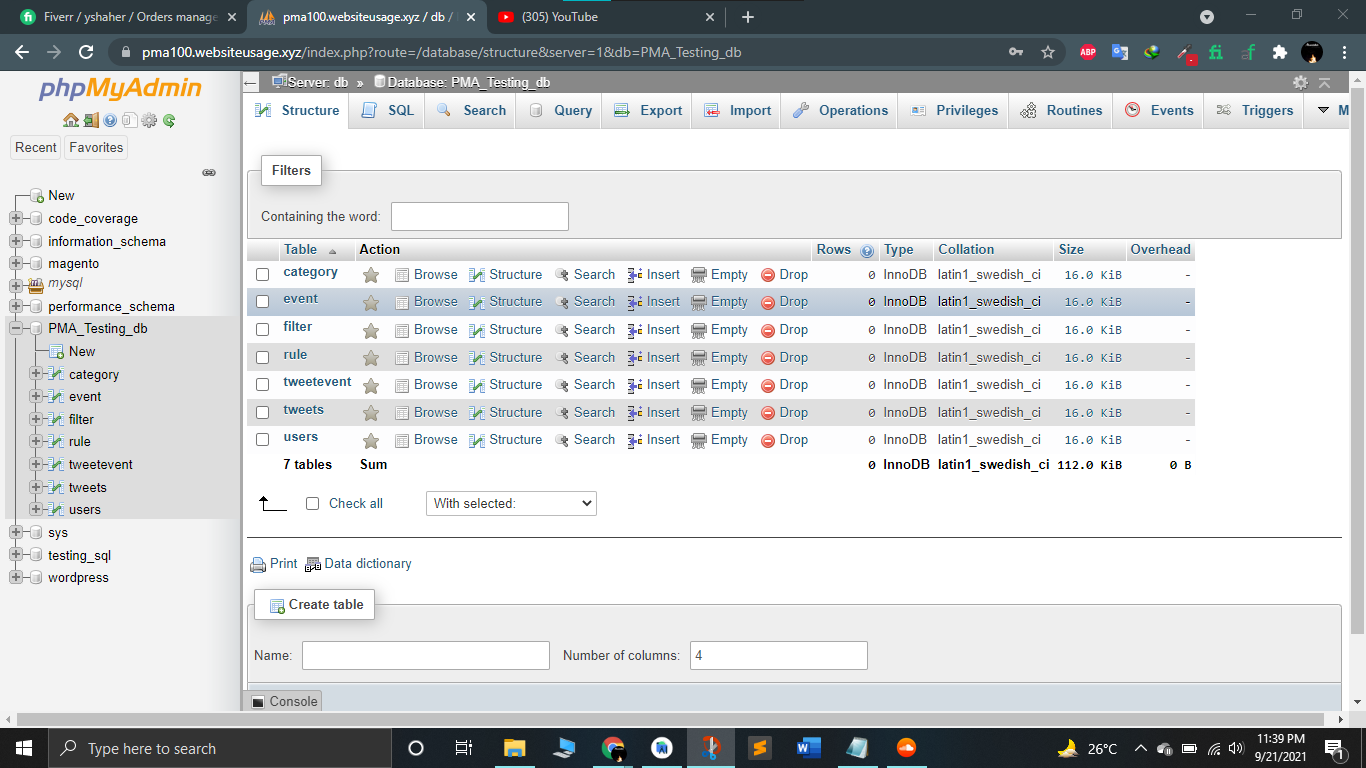 Fiverr / yshaher / Orders manage
pma100.websiteusage.xyz / db /
(305) YouTube
pma100.websiteusage.xyz/index.php?route=/database/structure&server=1&db=PMA_Testing_db
ABP
phpMyAdmin
Recent Favorites
New
code_coverage
information_schema
magento
mysql
performance_schema
PMA_Testing_db
New
category
event
filter
rule
tweetevent
tweets
users
sys
testing_sql
wordpress
Server: db » Database: PMA_Testing_db
Structure SQL Search Query Export Import Operations Privileges Routines Events Triggers M
Filters
Containing the word:
Table Action Rows Type Collation Size Overhead
category Browse Structure Search Insert Empty Drop 0 InnoDB latin1_swedish_ci 16.0 KiB -
event Browse Structure Search Insert Empty Drop 0 InnoDB latin1_swedish_ci 16.0 KiB -
filter Browse Structure Search Insert Empty Drop 0 InnoDB latin1_swedish_ci 16.0 KiB -
rule Browse Structure Search Insert Empty Drop 0 InnoDB latin1_swedish_ci 16.0 KiB -
tweetevent Browse Structure Search Insert Empty Drop 0 InnoDB latin1_swedish_ci 16.0 KiB -
tweets Browse Structure Search Insert Empty Drop 0 InnoDB latin1_swedish_ci 16.0 KiB -
users Browse Structure Search Insert Empty Drop 0 InnoDB latin1_swedish_ci 16.0 KiB -
7 tables Sum 0 InnoDB latin1_swedish_ci 112.0 KiB 0 B
Check all With selected:
Print Data dictionary
Create table
Name: Number of columns: 4
Console
Type here to search
26°C
11:39 PM
9/21/2021
1